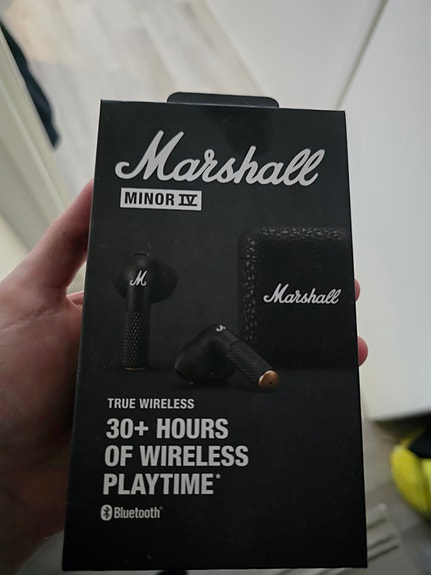 Marshall
MINOR IV
M
Marshall
TRUE WIRELESS
30+ HOURS
OF WIRELESS
PLAYTIME*
Bluetooth®